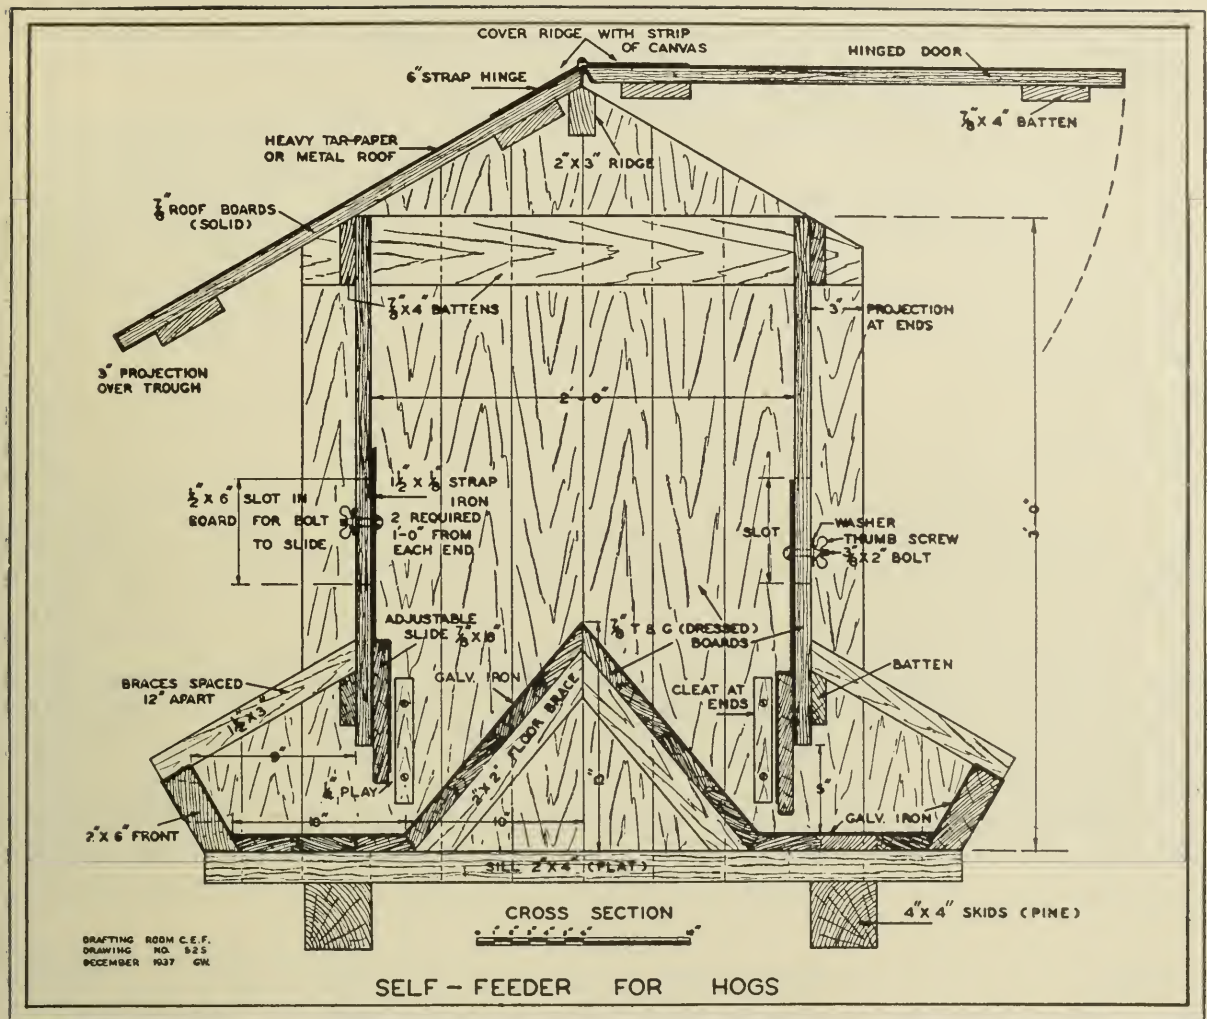 COVER RIDGE WITH STRIP
OF CANVAS
HINGED DOOR
6" STRAP HINGE
7/8" X 4" BATTEN
HEAVY TAR-PAPER
OR METAL ROOF
2" X 3" RIDGE
7/8" ROOF BOARDS
(SOLID)
7/8" X 4" BATTENS
3" PROJECTION
AT ENDS
3" PROJECTION
OVER TROUGH
2'-0"
1/2" X 6" SLOT IN
BOARD FOR BOLT
TO SLIDE
1 1/2" X 1/8" STRAP
IRON
2 REQUIRED
1'-0" FROM
EACH END
SLOT
WASHER
THUMB SCREW
3/8" X 2" BOLT
3'-0"
ADJUSTABLE
SLIDE 7/8" X 8"
7/8" T & G (DRESSED)
BOARDS
BRACES SPACED
12" APART
1 1/2" X 3"
GALV. IRON
CLEAT AT
ENDS
BATTEN
9"
1/4" PLAY
2" X 2" FLOOR BRACE
5"
2" X 6" FRONT
10"
10"
GALV. IRON
SILL 2" X 4" (FLAT)
CROSS SECTION
4" X 4" SKIDS (PINE)
DRAFTING ROOM C.E.F.
DRAWING NO. 525
DECEMBER 1937 GW.
SELF-FEEDER FOR HOGS